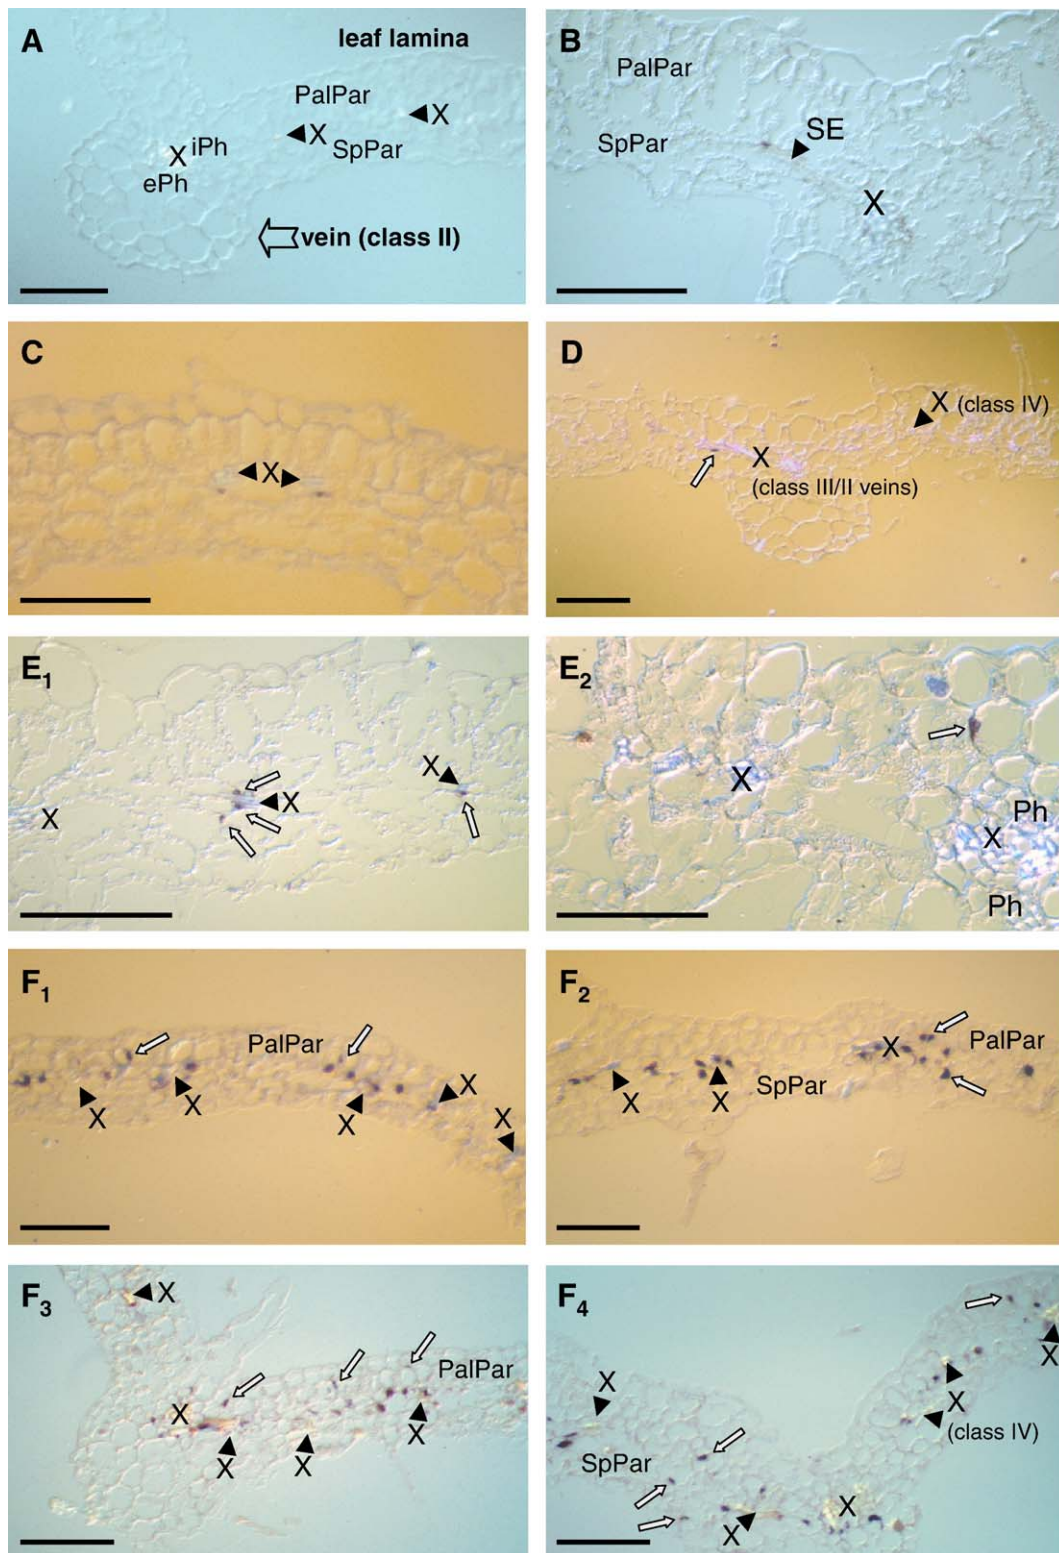 A
leaf lamina
PalPar
X
X
SpPar
X
iPh
ePh
vein (class II)
B
PalPar
SpPar
SE
X
C
X
D
X (class IV)
X
(class III/II veins)
E1
X
X
X
E2
X
Ph
X
Ph
F1
PalPar
X
X
X
X
X
F2
X
PalPar
X
X
SpPar
F3
X
PalPar
X
X
X
X
F4
X
X
X
(class IV)
SpPar
X
X